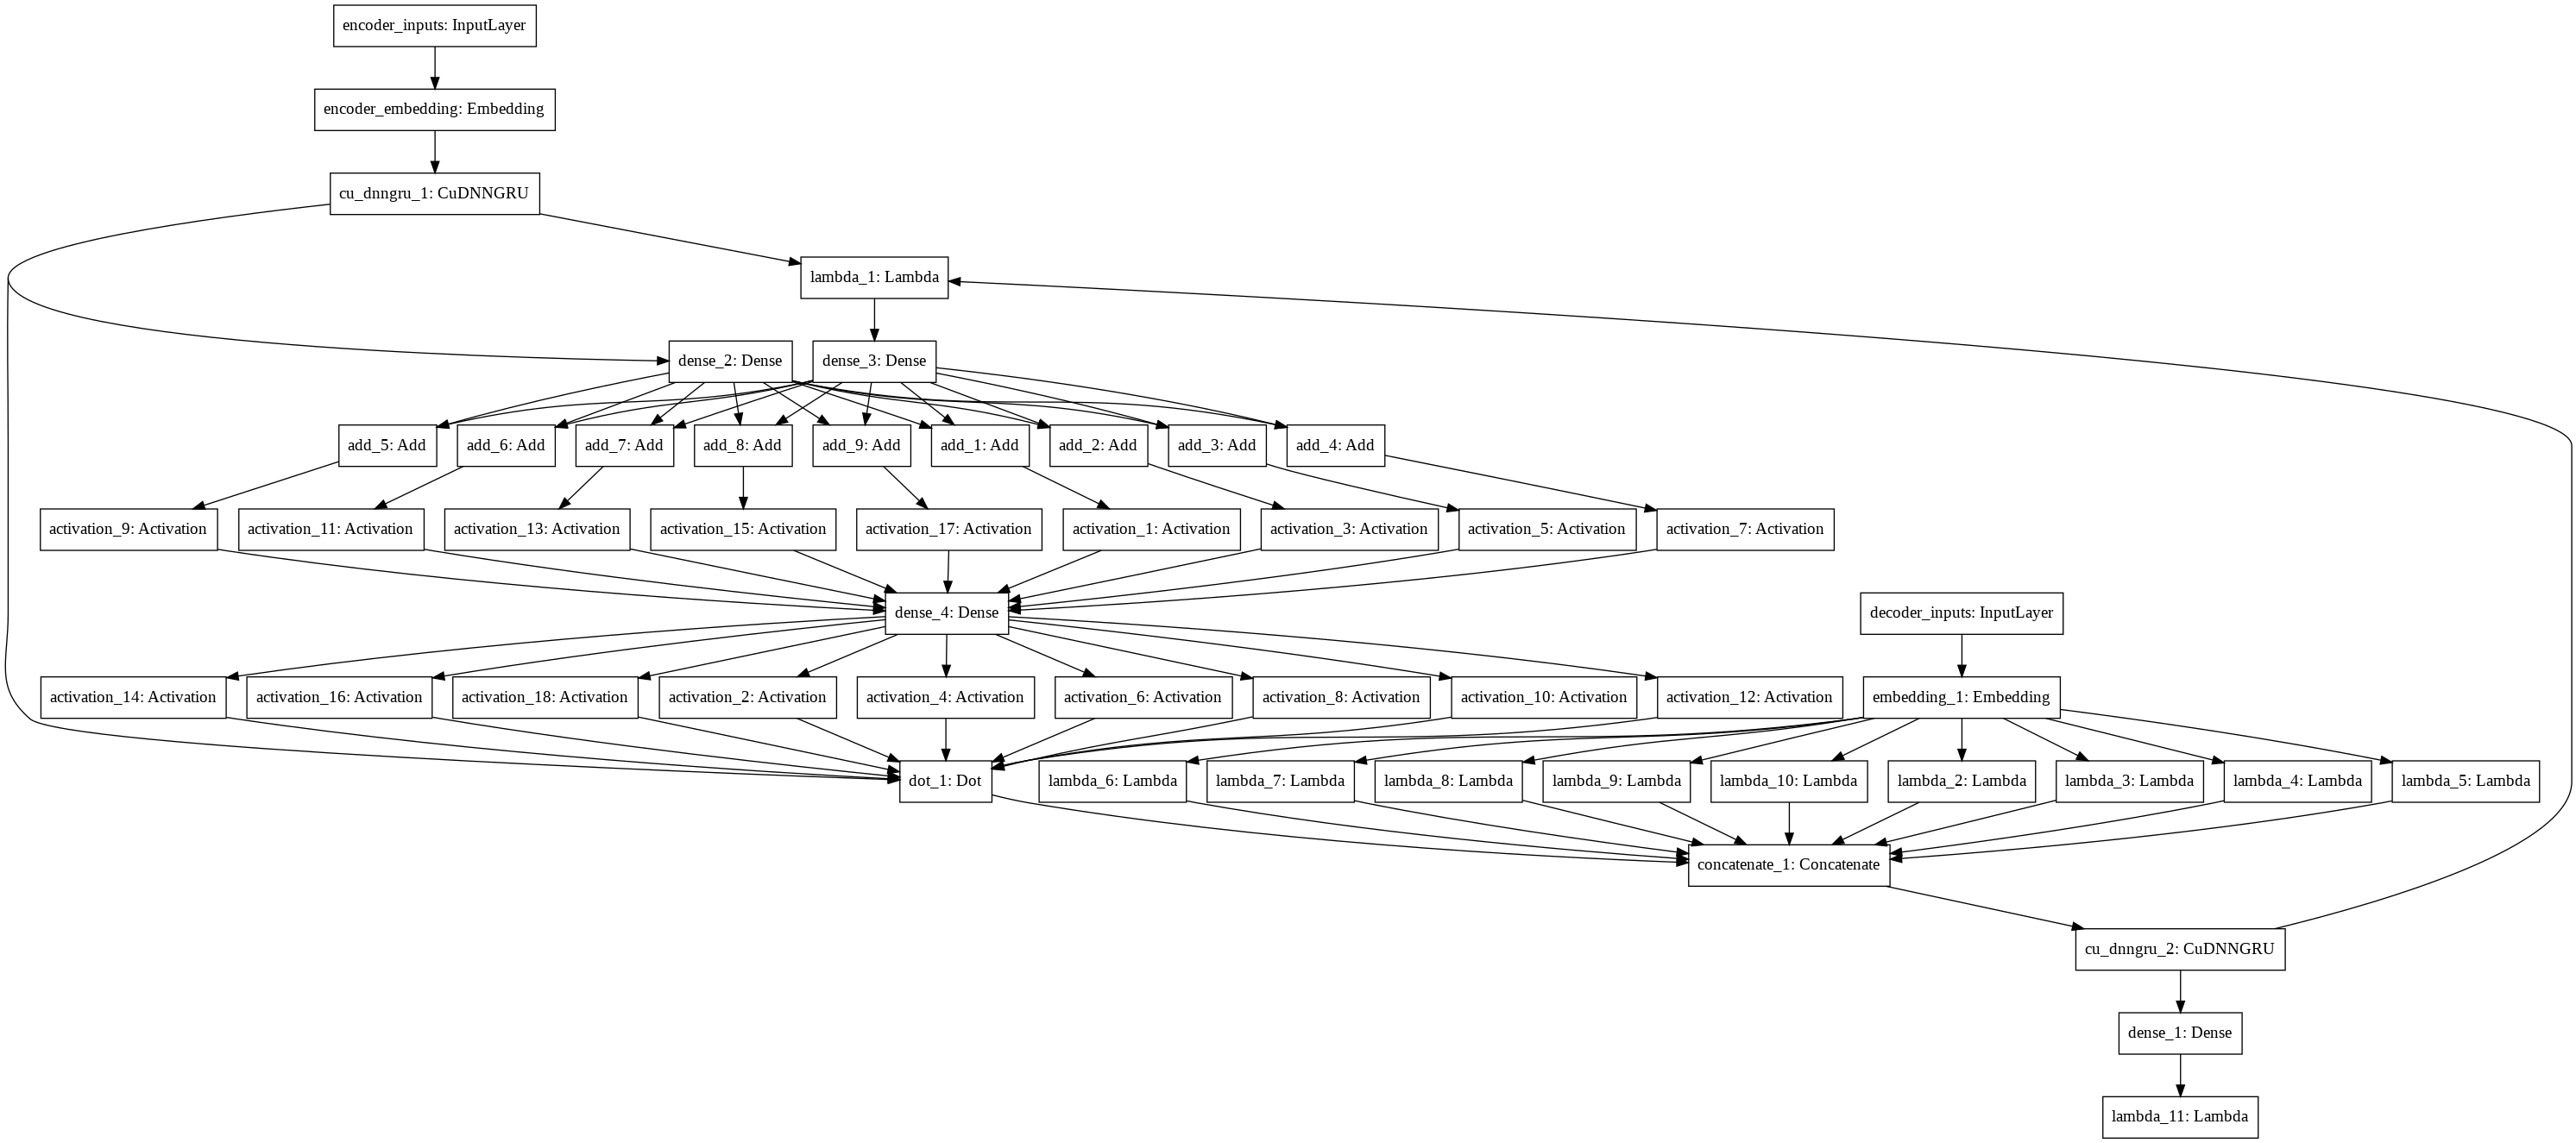 encoder_inputs: InputLayer
encoder_embedding: Embedding
cu_dnngru_1: CuDNNGRU
lambda_1: Lambda
dense_2: Dense
dense_3: Dense
add_5: Add
add_6: Add
add_7: Add
add_8: Add
add_9: Add
add_1: Add
add_2: Add
add_3: Add
add_4: Add
activation_9: Activation
activation_11: Activation
activation_13: Activation
activation_15: Activation
activation_17: Activation
activation_1: Activation
activation_3: Activation
activation_5: Activation
activation_7: Activation
dense_4: Dense
decoder_inputs: InputLayer
activation_14: Activation
activation_16: Activation
activation_18: Activation
activation_2: Activation
activation_4: Activation
activation_6: Activation
activation_8: Activation
activation_10: Activation
activation_12: Activation
embedding_1: Embedding
dot_1: Dot
lambda_6: Lambda
lambda_7: Lambda
lambda_8: Lambda
lambda_9: Lambda
lambda_10: Lambda
lambda_2: Lambda
lambda_3: Lambda
lambda_4: Lambda
lambda_5: Lambda
concatenate_1: Concatenate
cu_dnngru_2: CuDNNGRU
dense_1: Dense
lambda_11: Lambda